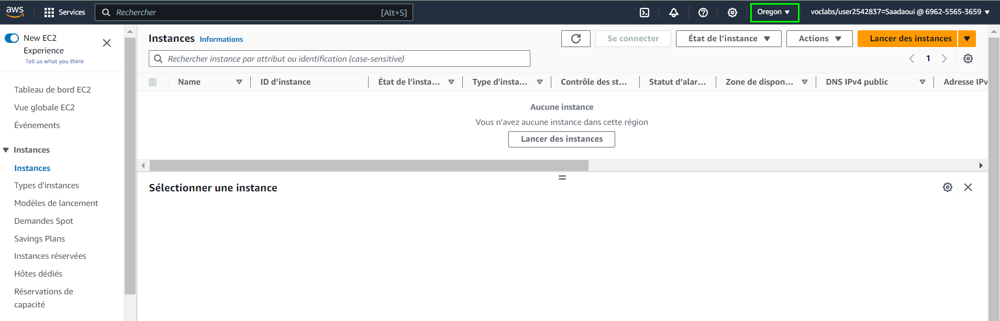 aws
Services
Rechercher
[Alt+S]
Oregon
voclabs/user2542837=Saadaoui @ 6962-5565-3659
New EC2
Experience
Tell us what you think
Tableau de bord EC2
Vue globale EC2
Événements
Instances
Instances
Types d'instances
Modèles de lancement
Demandes Spot
Savings Plans
Instances réservées
Hôtes dédiés
Réservations de
capacité
Instances Informations
Se connecter
État de l’instance
Actions
Lancer des instances
Rechercher instance par attribut ou identification (case-sensitive)
1
Name
ID d’instance
État de l’insta...
Type d'insta...
Contrôle des st...
Statut d’alar...
Zone de dispon...
DNS IPv4 public
Adresse IPv
Aucune instance
Vous n’avez aucune instance dans cette région
Lancer des instances
Sélectionner une instance